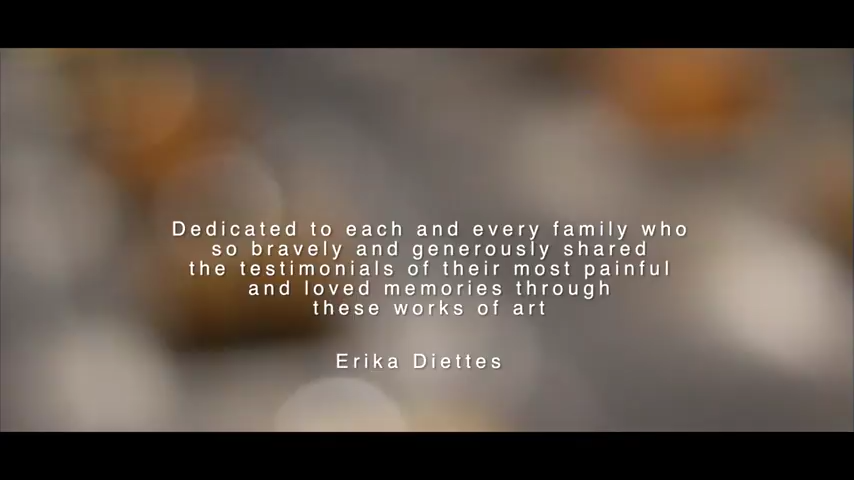 Dedicated to each and every family who
so bravely and generously shared
the testimonials of their most painful
and loved memories through
these works of art
Erika Diettes